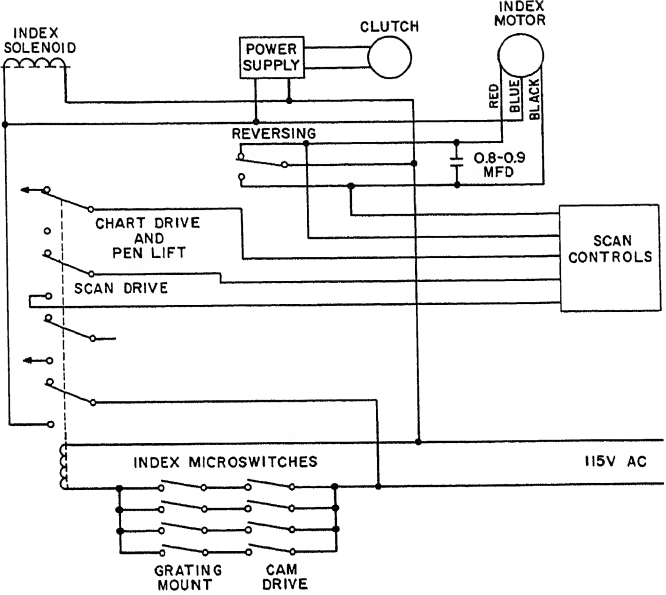 INDEX
SOLENOID
POWER
SUPPLY
CLUTCH
INDEX
MOTOR
RED
BLUE
BLACK
REVERSING
0.8-0.9
MFD
CHART DRIVE
AND
PEN LIFT
SCAN
CONTROLS
SCAN DRIVE
INDEX MICROSWITCHES
115V AC
GRATING
MOUNT
CAM
DRIVE